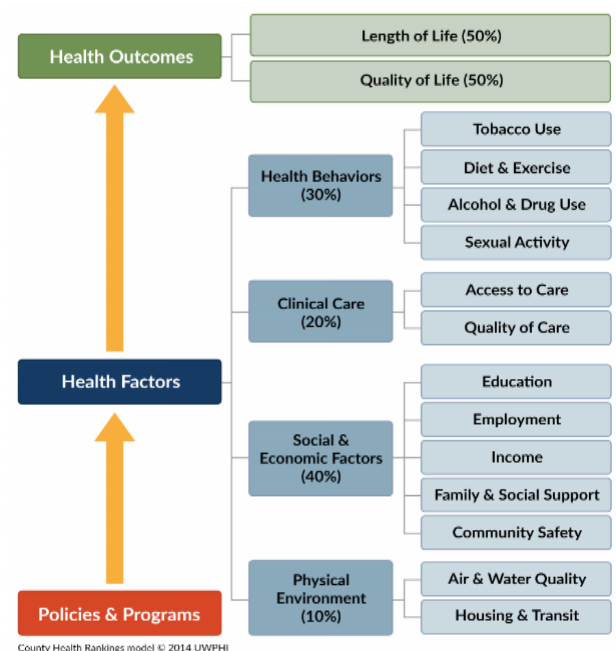 Health Outcomes
Length of Life (50%)
Quality of Life (50%)
Health Behaviors
(30%)
Tobacco Use
Diet & Exercise
Alcohol & Drug Use
Sexual Activity
Clinical Care
(20%)
Access to Care
Quality of Care
Health Factors
Social &
Economic Factors
(40%)
Education
Employment
Income
Family & Social Support
Community Safety
Physical
Environment
(10%)
Air & Water Quality
Housing & Transit
Policies & Programs
County Health Rankings model © 2014 UWPHI